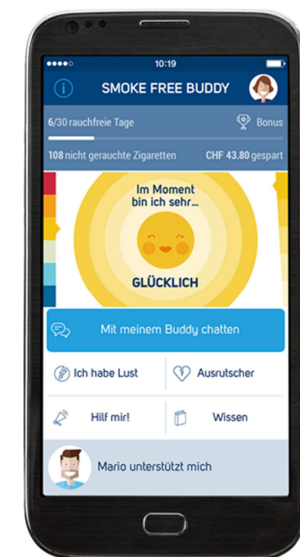 10:19
SMOKE FREE BUDDY
6/30 rauchfreie Tage Bonus
108 nicht gerauchte Zigaretten CHF 43.80 gespart
Im Moment
bin ich sehr...
GLÜCKLICH
Mit meinem Buddy chatten
Ich habe Lust Ausrutscher
Hilf mir! Wissen
Mario unterstützt mich